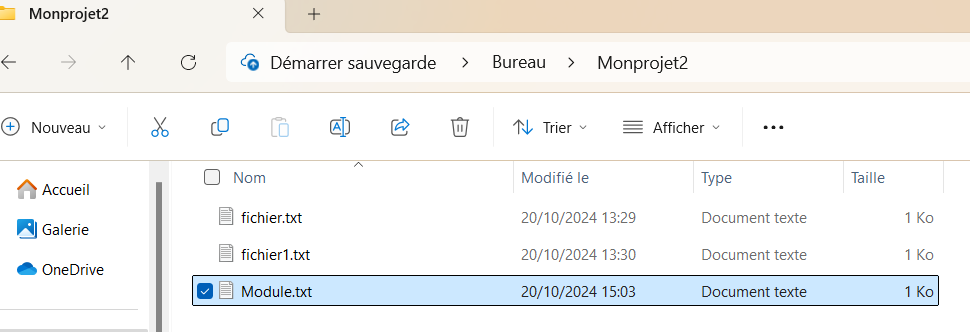 Monprojet2
Démarrer sauvegarde > Bureau > Monprojet2
Nouveau Trier Afficher
Nom Modifié le Type Taille
Accueil
Galerie
OneDrive
fichier.txt 20/10/2024 13:29 Document texte 1 Ko
fichier1.txt 20/10/2024 13:30 Document texte 1 Ko
Module.txt 20/10/2024 15:03 Document texte 1 Ko